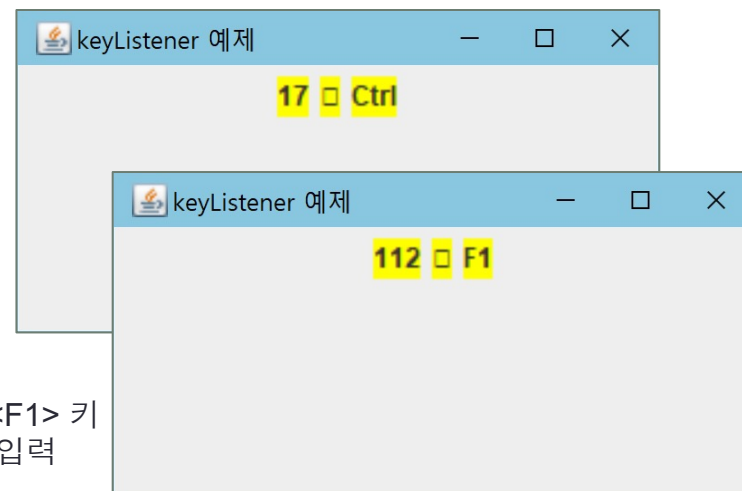 keyListener 예제
17 □ Ctrl
keyListener 예제
112 □ F1
<F1> 키
입력